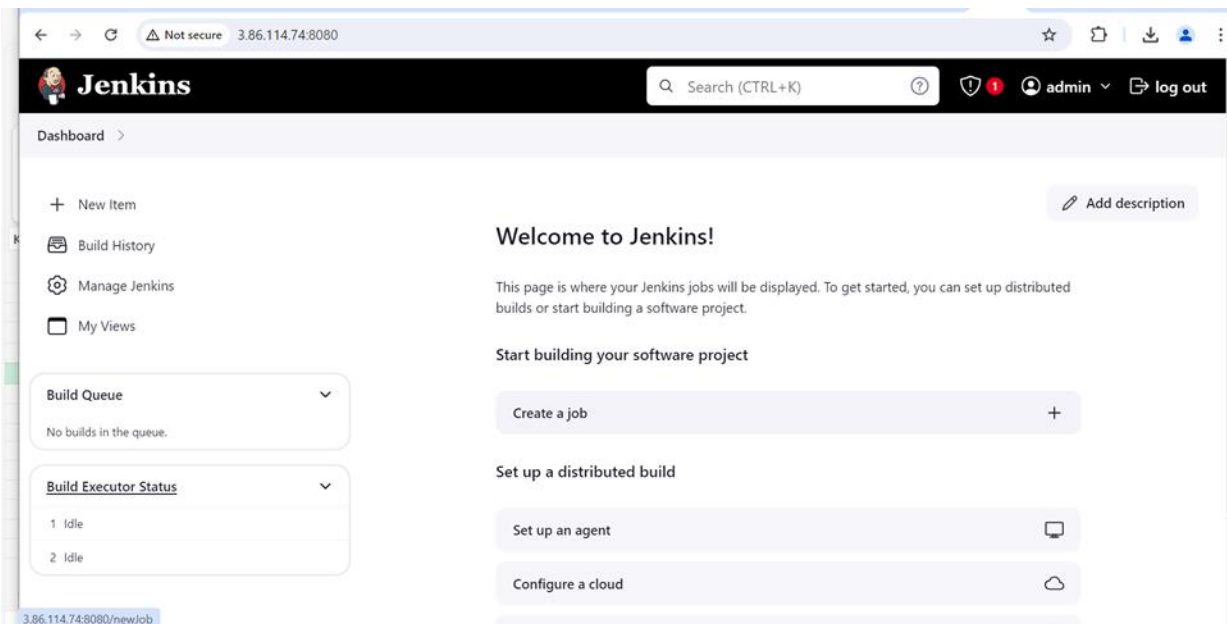 Not secure 3.86.114.74:8080
Jenkins Search (CTRL+K) ? 1 admin log out
Dashboard
New Item
Add description
K
Build History
Manage Jenkins
My Views
Welcome to Jenkins!
This page is where your Jenkins jobs will be displayed. To get started, you can set up distributed
builds or start building a software project.
Start building your software project
Build Queue
No builds in the queue.
Create a job
Set up a distributed build
Build Executor Status
1 Idle
2 Idle
Set up an agent
Configure a cloud
3.86.114.74:8080/newJob